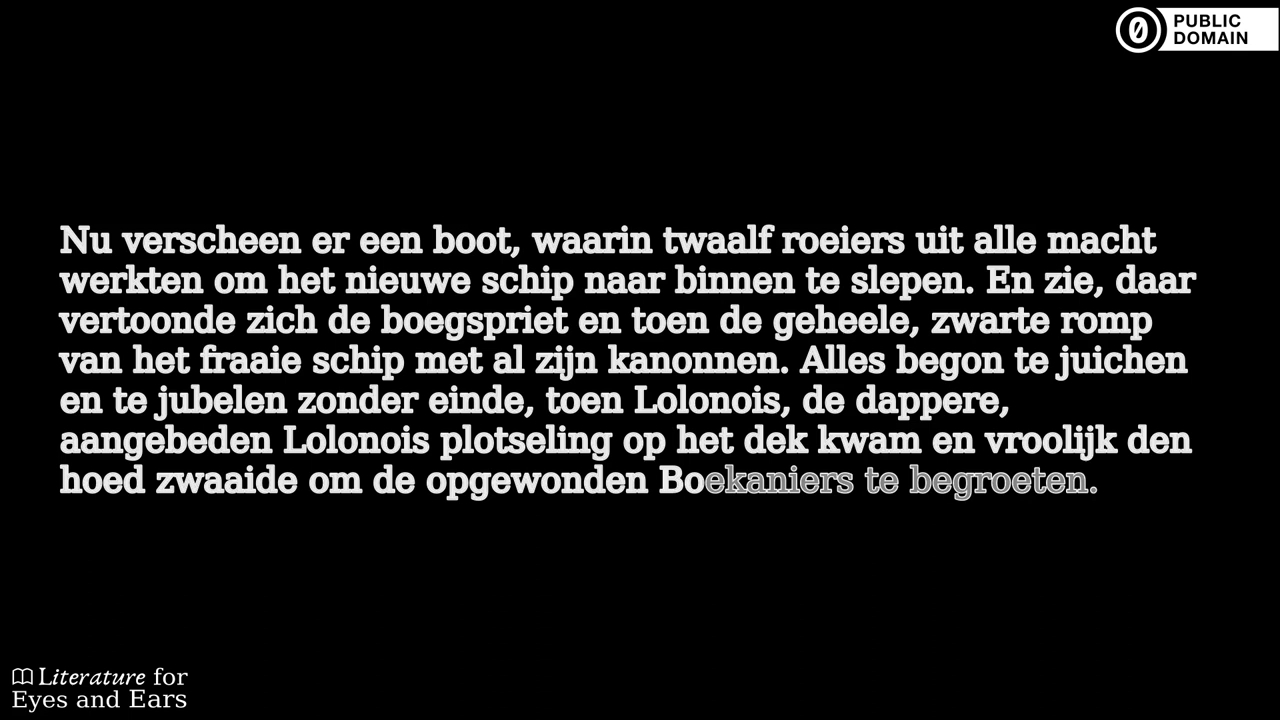 PUBLIC
DOMAIN
Nu verscheen er een boot, waarin twaalf roeiers uit alle macht
werkten om het nieuwe schip naar binnen te slepen. En zie, daar
vertoonde zich de boegspriet en toen de geheele, zwarte romp
van het fraaie schip met al zijn kanonnen. Alles begon te juichen
en te jubelen zonder einde, toen Lolonois, de dappere,
aangebeden Lolonois plotseling op het dek kwam en vroolijk den
hoed zwaaide om de opgewonden Boekaniers te begroeten.
Literature for
Eyes and Ears